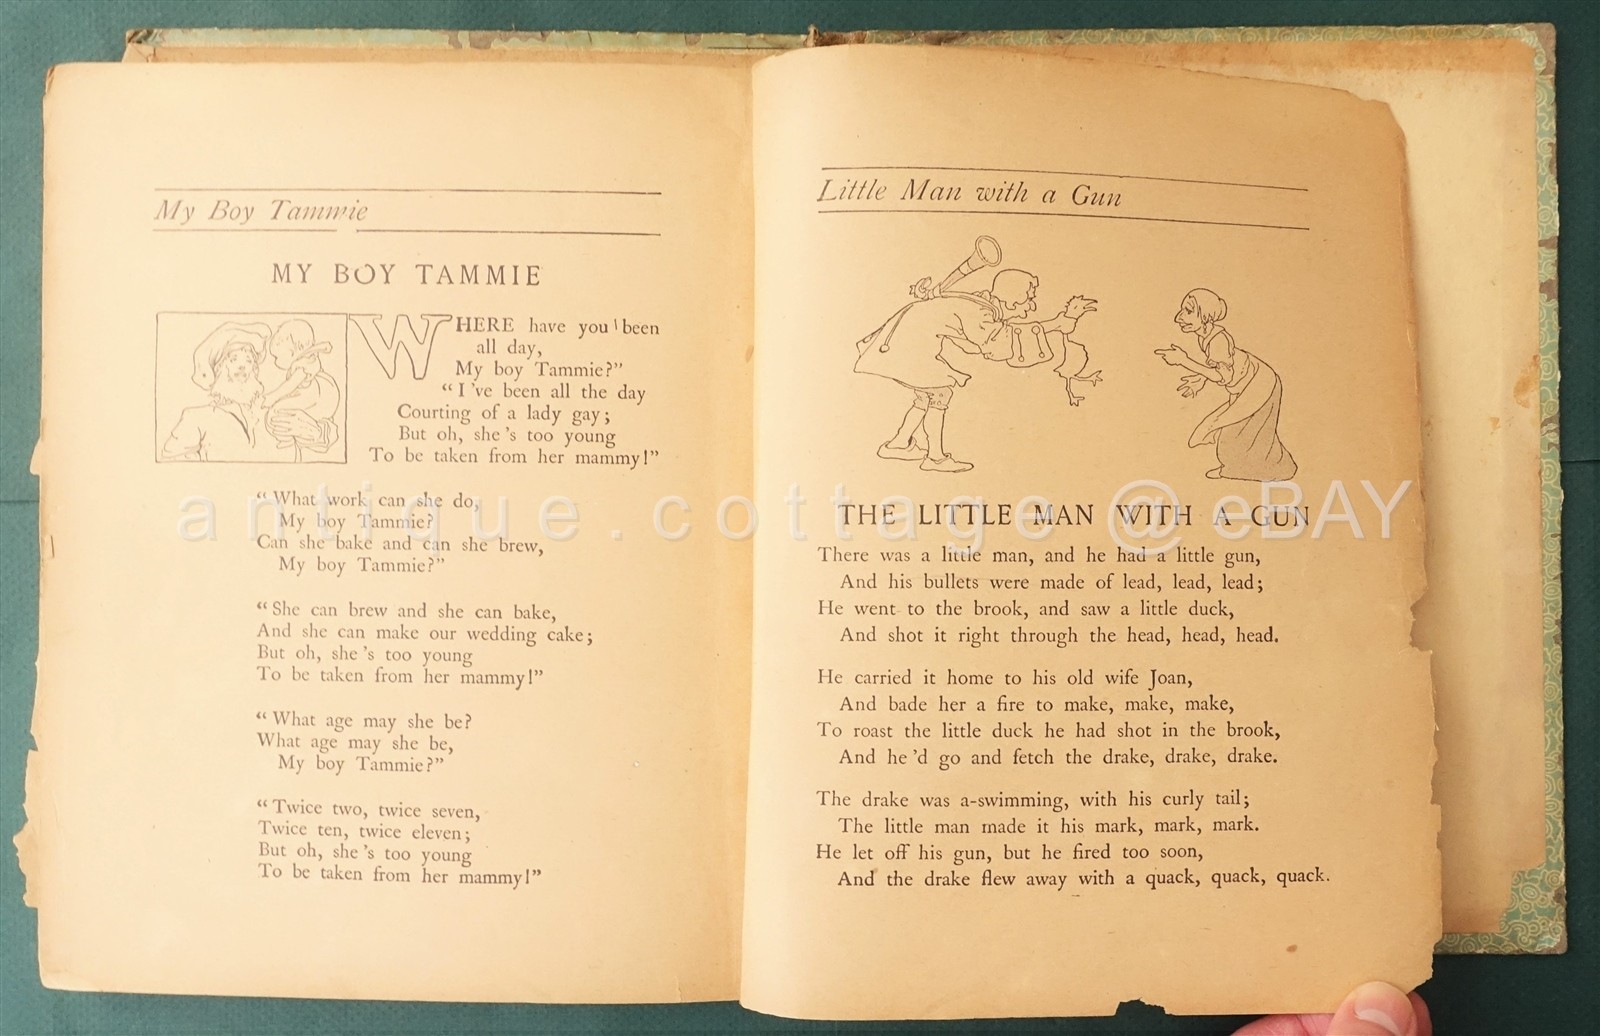 My Boy Tammie
MY BOY TAMMIE
WHERE have you been
all day,
My boy Tammie?"
"I 've been all the day
Courting of a lady gay;
But oh, she 's too young
To be taken from her mammy!"
"What work can she do,
My boy Tammie?
Can she bake and can she brew,
My boy Tammie?"
"She can brew and she can bake,
And she can make our wedding cake;
But oh, she 's too young
To be taken from her mammy!"
"What age may she be?
What age may she be,
My boy Tammie?"
"Twice two, twice seven,
Twice ten, twice eleven;
But oh, she 's too young
To be taken from her mammy!"
Little Man with a Gun
THE LITTLE MAN WITH A GUN
There was a little man, and he had a little gun,
And his bullets were made of lead, lead, lead;
He went to the brook, and saw a little duck,
And shot it right through the head, head, head.
He carried it home to his old wife Joan,
And bade her a fire to make, make, make,
To roast the little duck he had shot in the brook,
And he 'd go and fetch the drake, drake, drake.
The drake was a-swimming, with his curly tail;
The little man made it his mark, mark, mark.
He let off his gun, but he fired too soon,
And the drake flew away with a quack, quack, quack.
antique.cottage@eBAY